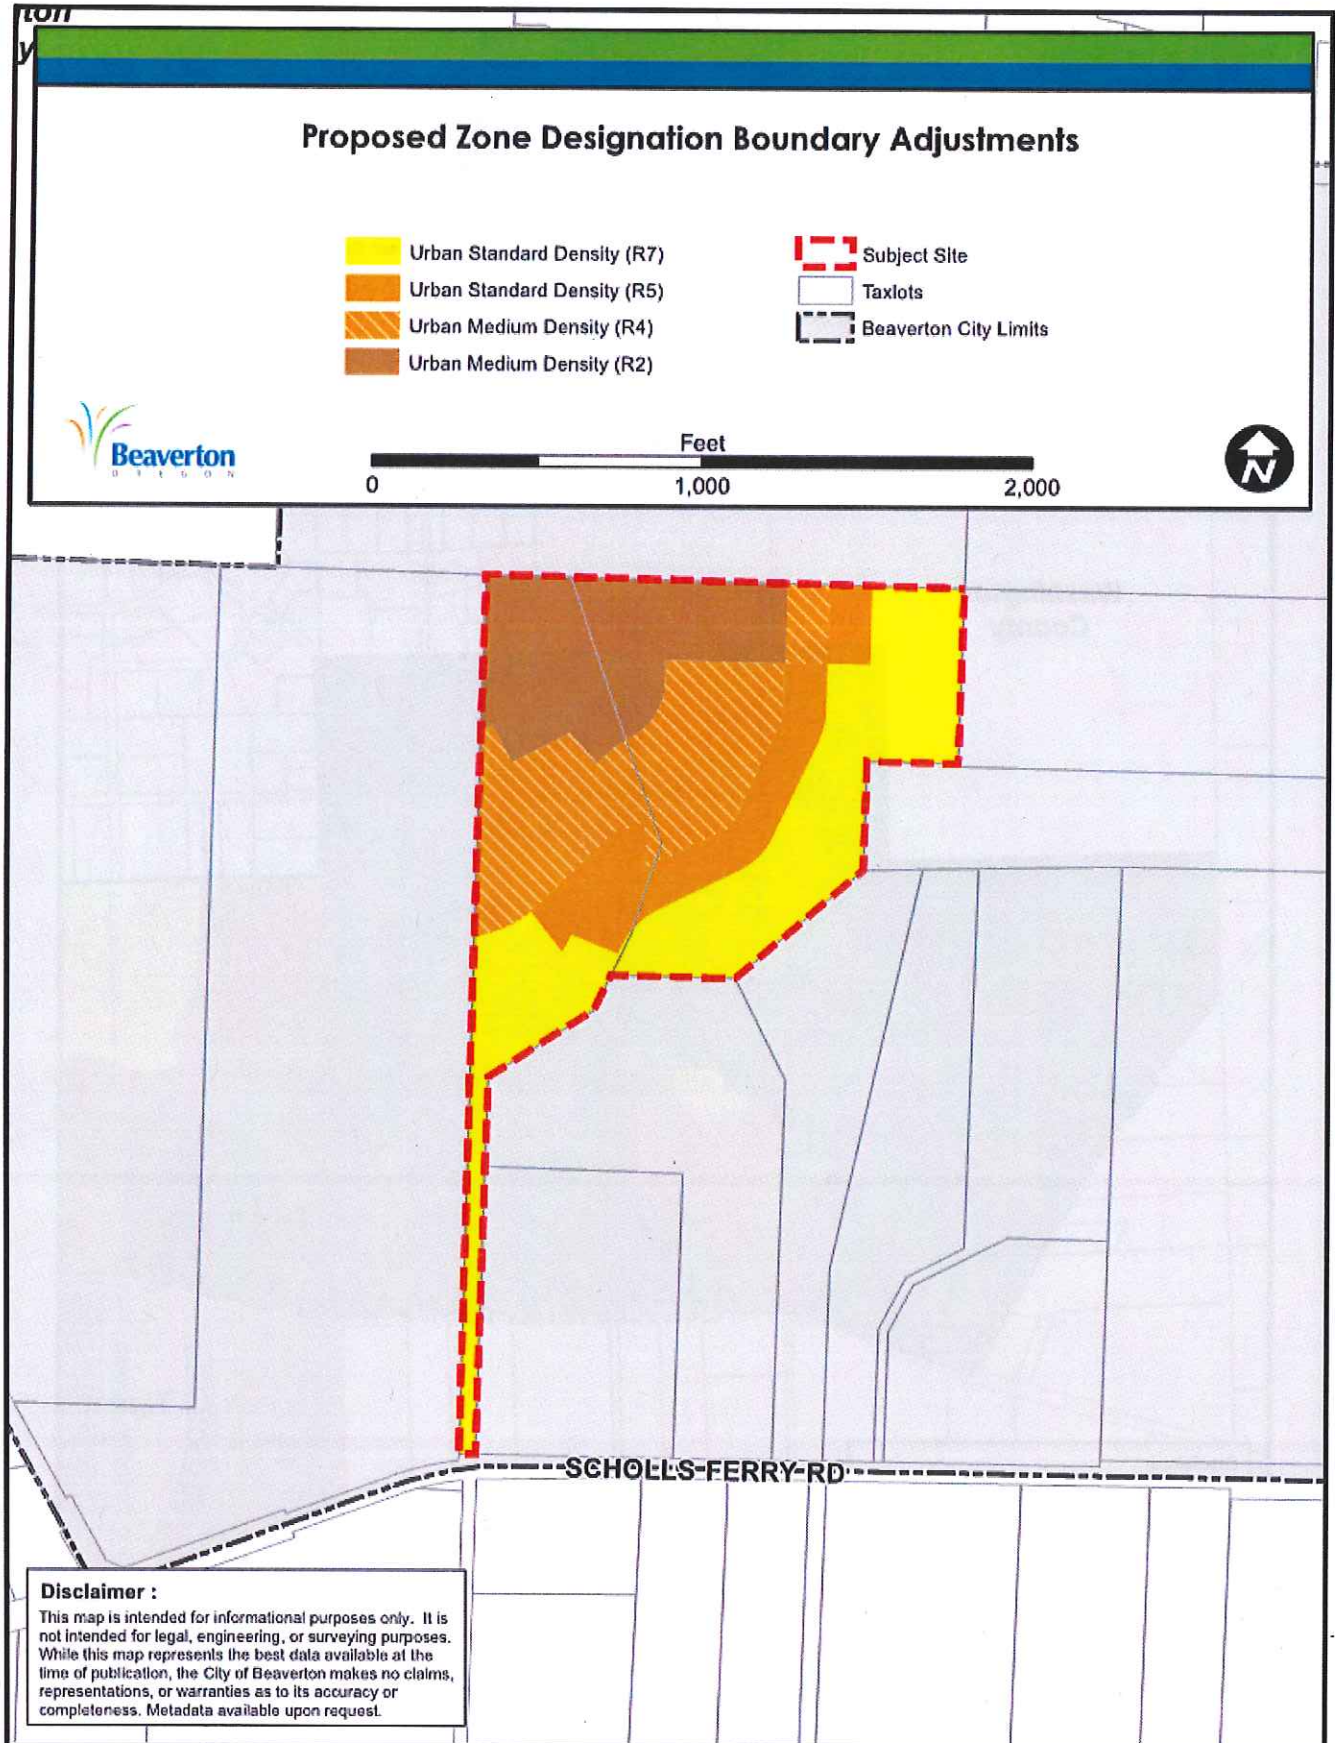 ton
y
Proposed Zone Designation Boundary Adjustments
Urban Standard Density (R7)
Urban Standard Density (R5)
Urban Medium Density (R4)
Urban Medium Density (R2)
Subject Site
Taxlots
Beaverton City Limits
Beaverton
OREGON
Feet
0 1,000 2,000
N
County
SCHOLLS-FERRY-RD
Disclaimer :
This map is intended for informational purposes only. It is
not intended for legal, engineering, or surveying purposes.
While this map represents the best data available at the
time of publication, the City of Beaverton makes no claims,
representations, or warranties as to its accuracy or
completeness. Metadata available upon request.